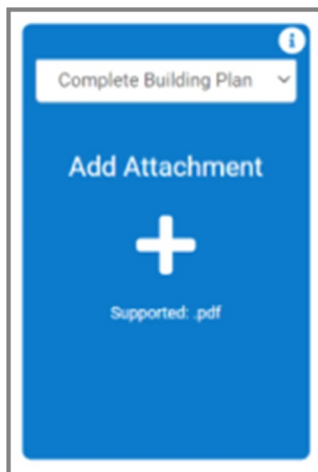 i
Complete Building Plan
Add Attachment
Supported: .pdf